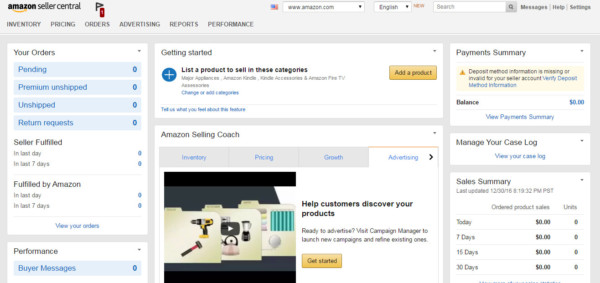 amazon seller central
1
www.amazon.com
English
NEW
Search
Messages | Help | Settings
INVENTORY PRICING ORDERS ADVERTISING REPORTS PERFORMANCE
Your Orders
Pending 0
Premium unshipped 0
Unshipped 0
Return requests 0
Seller Fulfilled
In last day 0
In last 7 days 0
Fulfilled by Amazon
In last day 0
In last 7 days 0
View your orders
Performance
Buyer Messages 0
Getting started
List a product to sell in these categories
Major Appliances , Amazon Kindle , Kindle Accessories & Amazon Fire TV
Accessories
Change or add categories
Add a product
Tell us what you feel about this feature
Amazon Selling Coach
Inventory Pricing Growth Advertising
Help customers discover your
products
Ready to advertise? Visit Campaign Manager to
launch new campaigns and refine existing ones.
Get started
Payments Summary
Deposit method information is missing or
invalid for your seller account Verify Deposit
Method Information
Balance $0.00
View Payments Summary
Manage Your Case Log
View your case log
Sales Summary
Last updated 12/30/16 8:19:32 PM PST
Ordered product sales Units
Today $0.00 0
7 Days $0.00 0
15 Days $0.00 0
30 Days $0.00 0